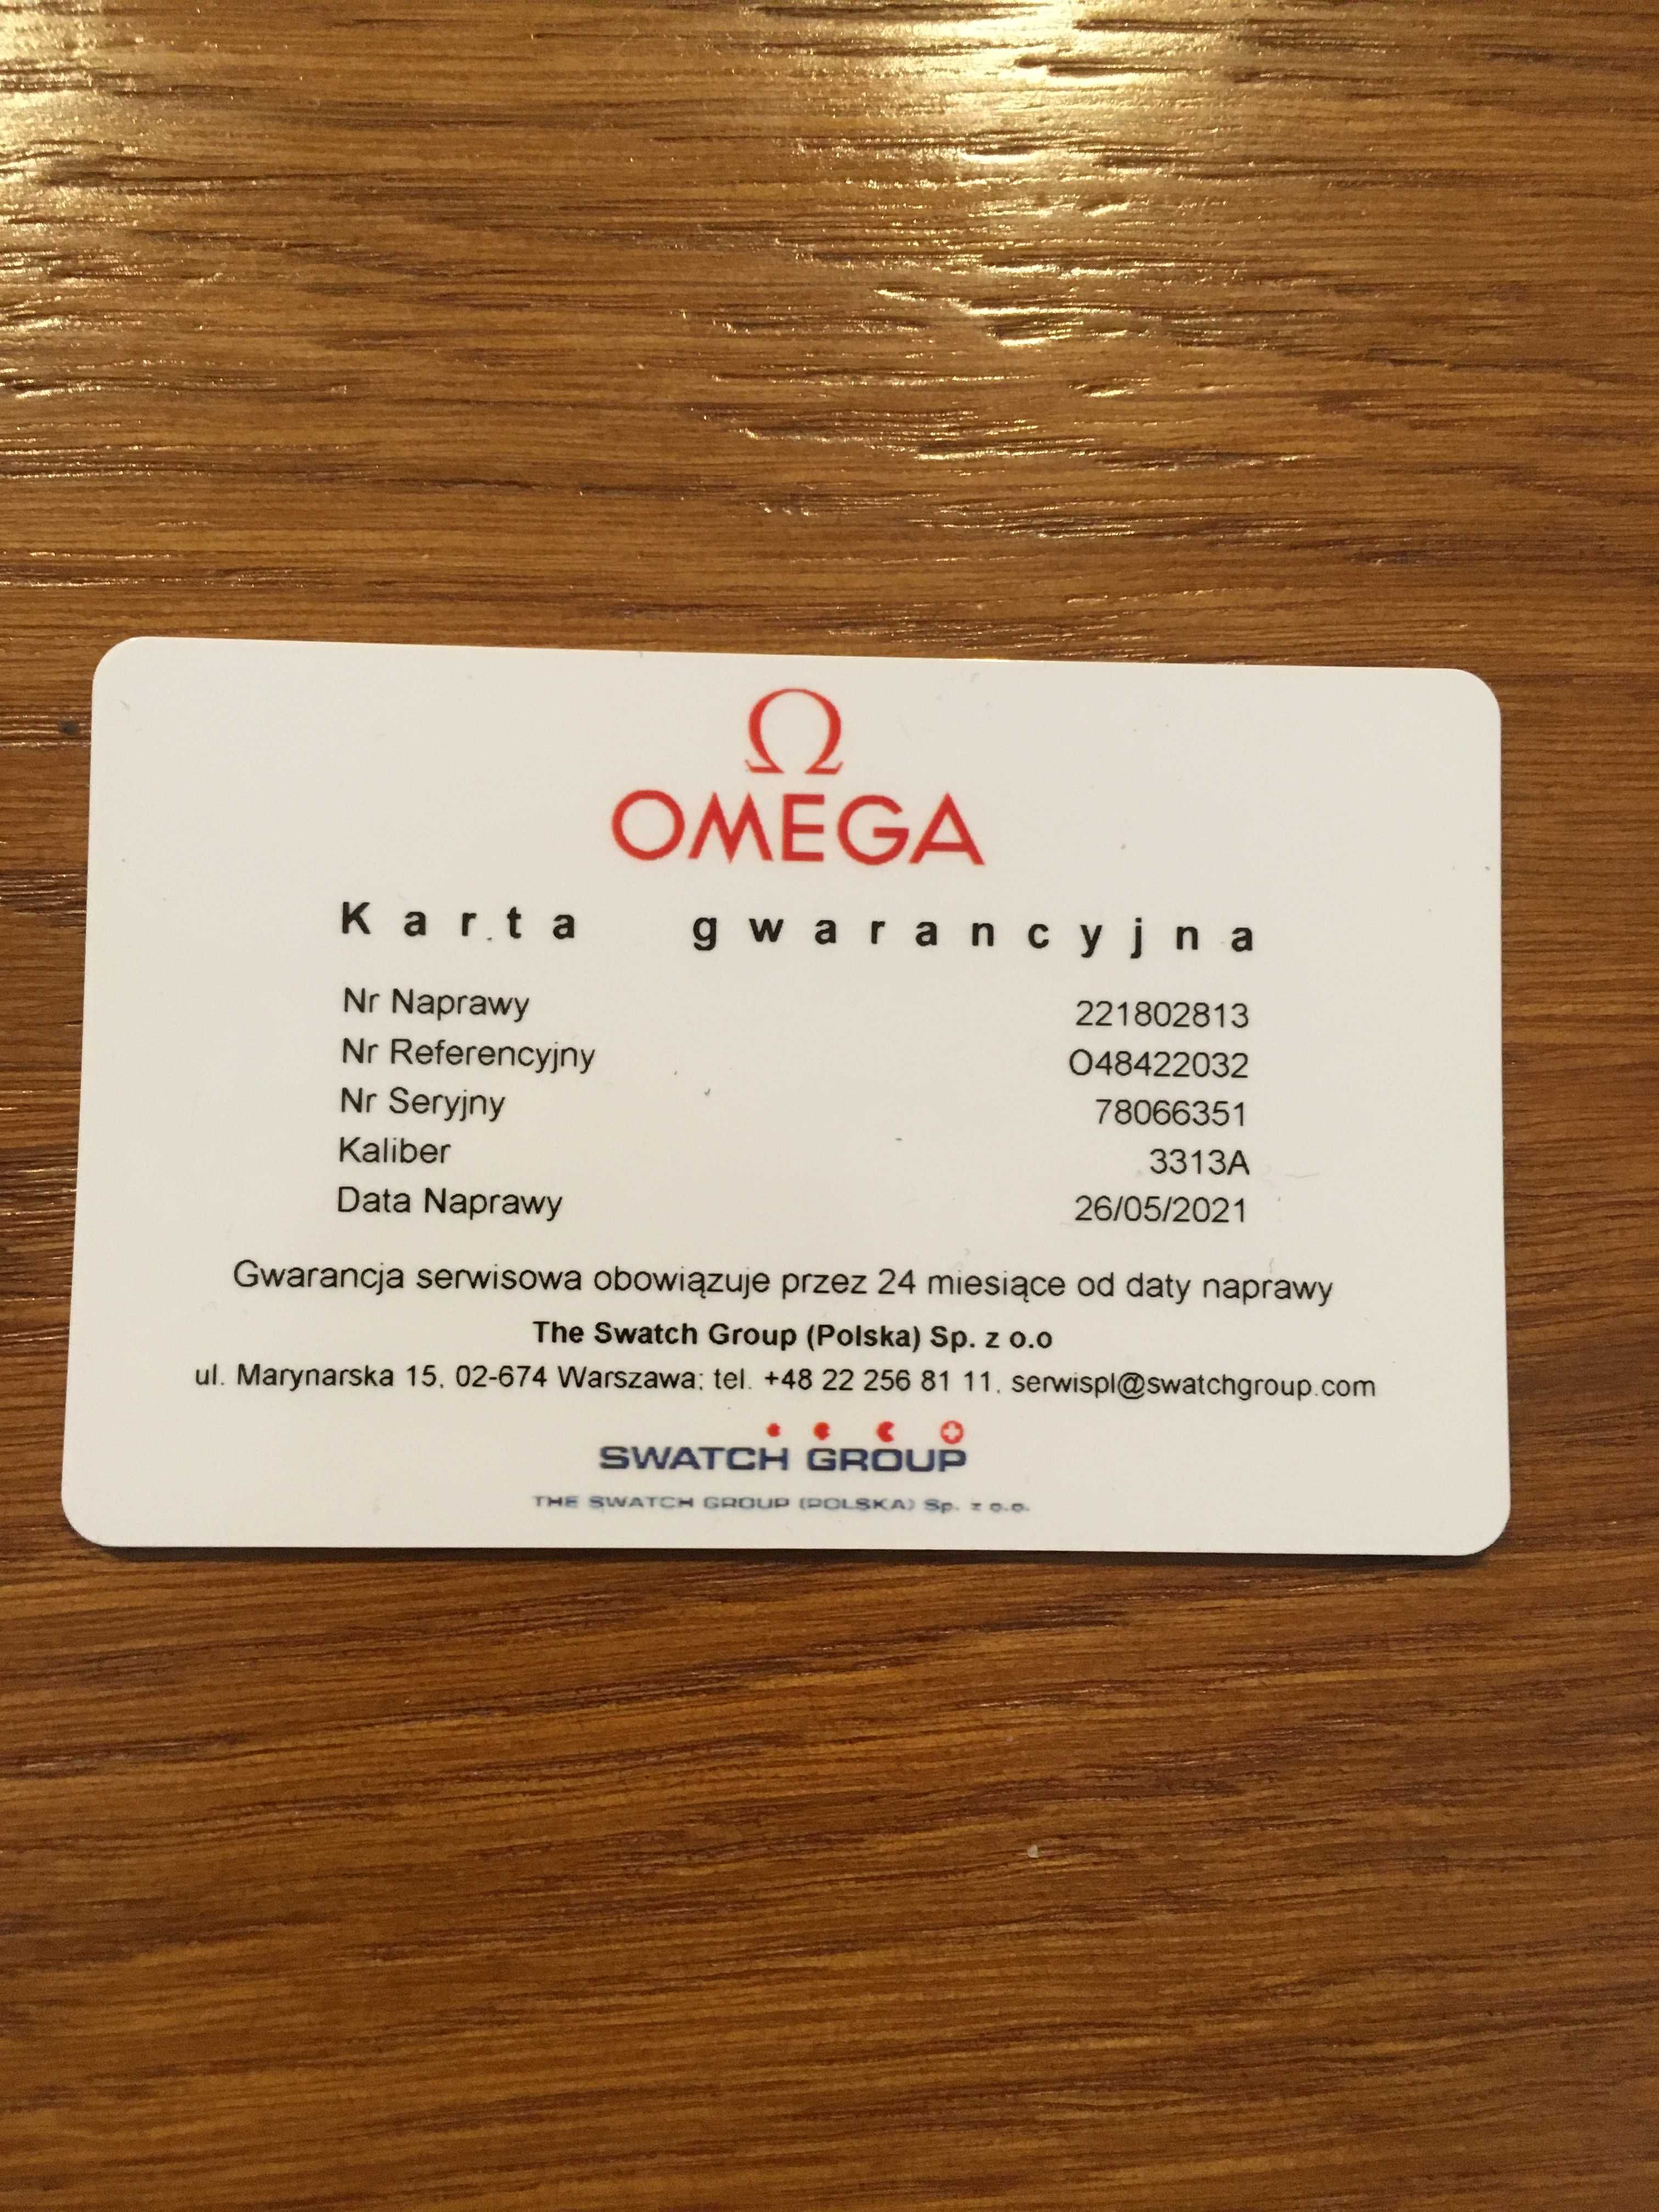 Ω
OMEGA
Karta gwarancyjna
Nr Naprawy 221802813
Nr Referencyjny O48422032
Nr Seryjny 78066351
Kaliber 3313A
Data Naprawy 26/05/2021
Gwarancja serwisowa obowiązuje przez 24 miesiące od daty naprawy
The Swatch Group (Polska) Sp. z o.o
ul. Marynarska 15, 02-674 Warszawa; tel. +48 22 256 81 11, serwispl@swatchgroup.com
SWATCH GROUP
THE SWATCH GROUP (POLSKA) Sp. z o.o.